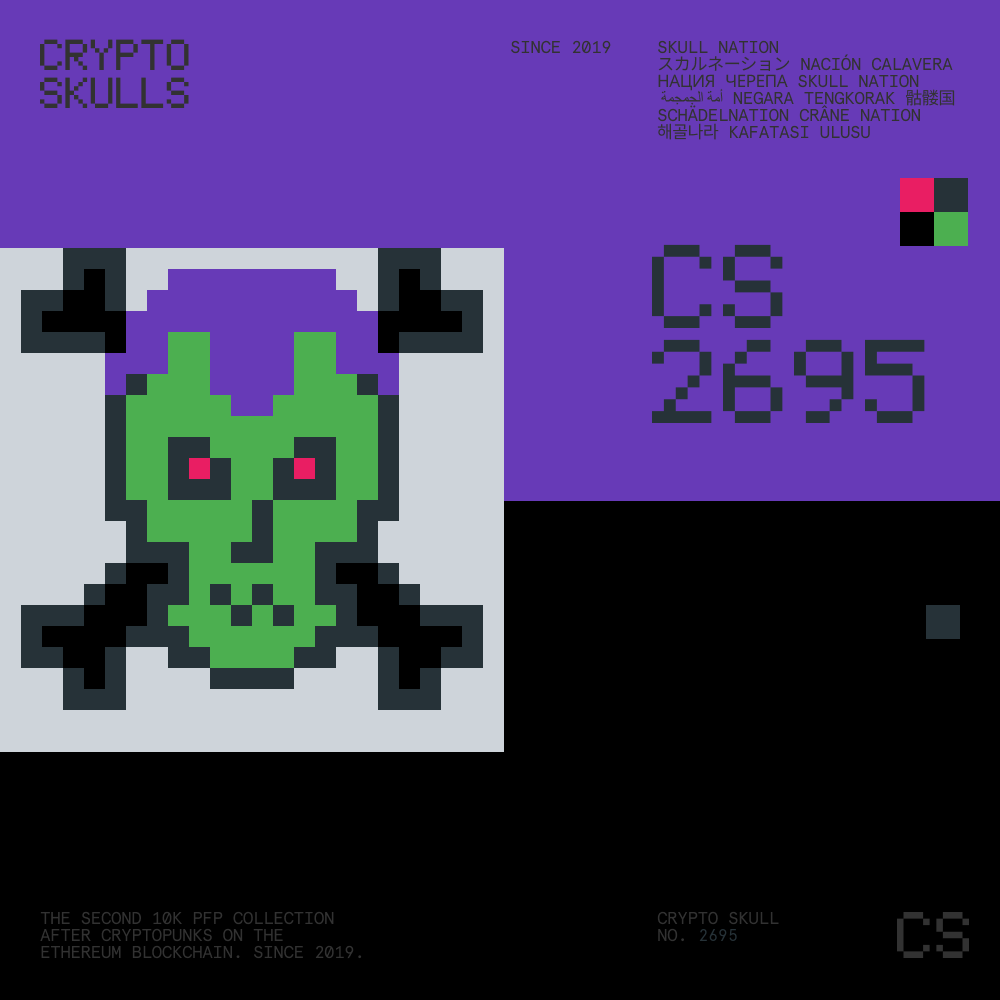 CRYPTO
SKULLS
SINCE 2019
SKULL NATION
スカルネーション NACIÓN CALAVERA
НАЦИЯ ЧЕРЕПА SKULL NATION
أمة الجمجمة NEGARA TENGKORAK 骷髅国
SCHÄDELNATION CRÂNE NATION
해골나라 KAFATASI ULUSU
CS
2695
THE SECOND 10K PFP COLLECTION
AFTER CRYPTOPUNKS ON THE
ETHEREUM BLOCKCHAIN. SINCE 2019.
CRYPTO SKULL
NO. 2695
CS